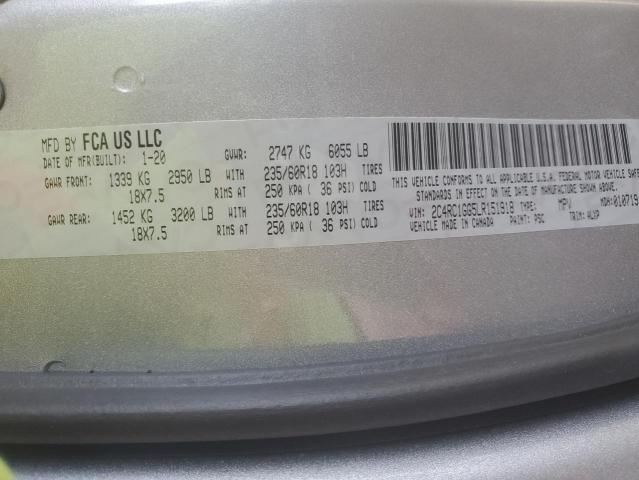 MFD BY FCA US LLC
DATE OF MFR(BUILT): 1-20 GVWR: 2747 KG 6055 LB
GAWR FRONT: 1339 KG 2950 LB WITH 235/60R18 103H TIRES
18X7.5 RIMS AT 250 KPA ( 36 PSI) COLD
GAWR REAR: 1452 KG 3200 LB WITH 235/60R18 103H TIRES
18X7.5 RIMS AT 250 KPA ( 36 PSI) COLD
THIS VEHICLE CONFORMS TO ALL APPLICABLE U.S.A. FEDERAL MOTOR VEHICLE SAFE
STANDARDS IN EFFECT ON THE DATE OF MANUFACTURE SHOWN ABOVE.
VIN: 2C4RC1GG5LR151918 TYPE: MPV MDH:010719
VEHICLE MADE IN CANADA PAINT: PSC TRIM: ALXP